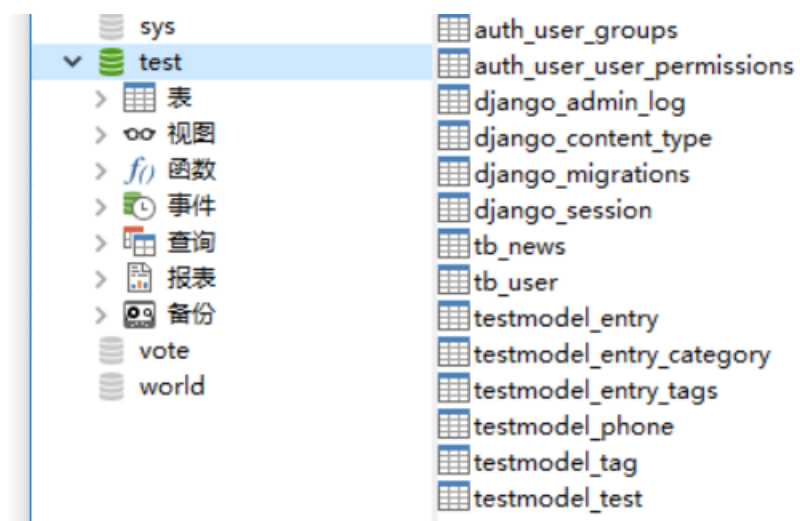 sys
test
表
视图
f() 函数
事件
查询
报表
备份
vote
world
auth_user_groups
auth_user_user_permissions
django_admin_log
django_content_type
django_migrations
django_session
tb_news
tb_user
testmodel_entry
testmodel_entry_category
testmodel_entry_tags
testmodel_phone
testmodel_tag
testmodel_test